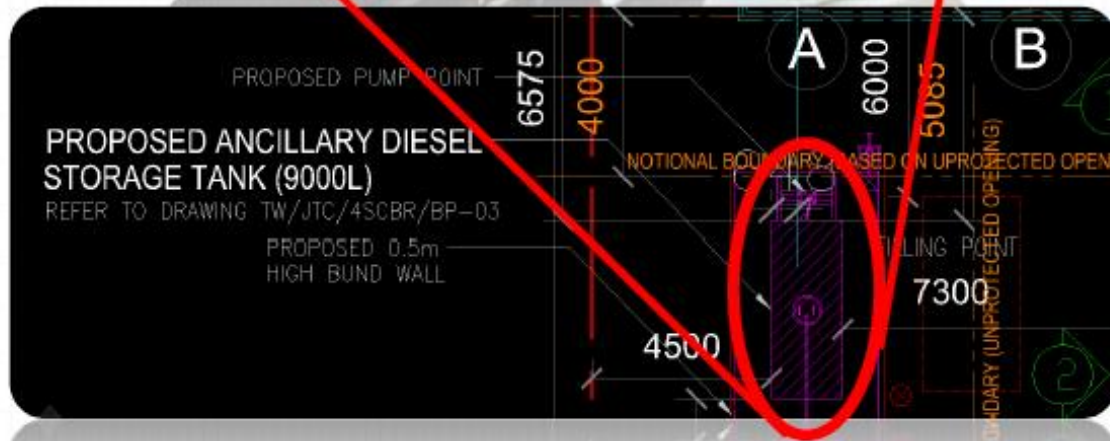 A
B
PROPOSED PUMP POINT
6575
4000
6000
5085
PROPOSED ANCILLARY DIESEL
STORAGE TANK (9000L)
REFER TO DRAWING TW/JTC/4SCBR/BP-03
NOTIONAL BOUNDARY (BASED ON UPROTECTED OPEN
PROPOSED 0.5m
HIGH BUND WALL
FILLING POINT
7300
4500
NDARY (UNPROTECTED OPENING)
2